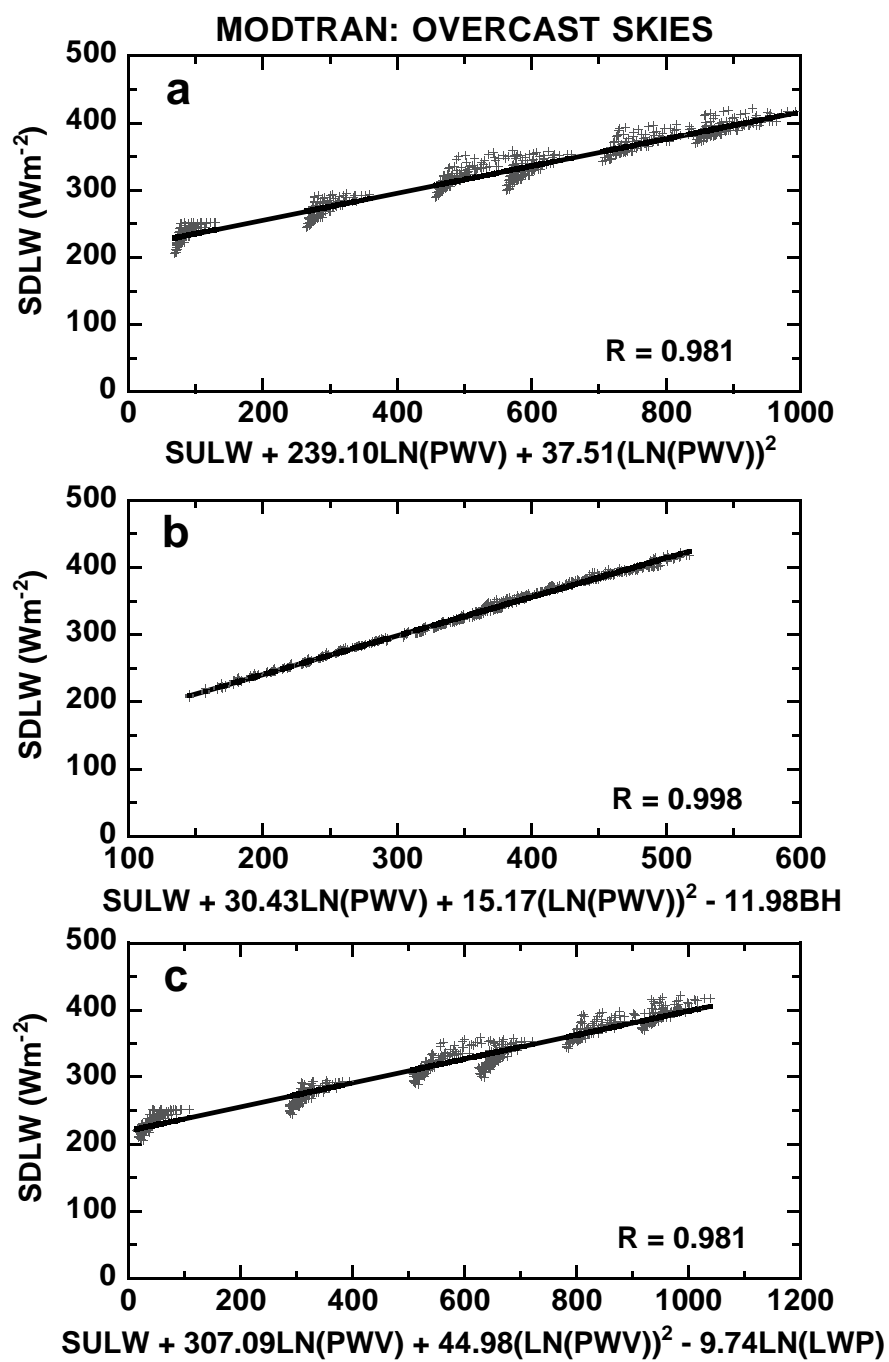 MODTRAN: OVERCAST SKIES
500
a
400
300
200
100
0
SDLW (Wm⁻²)
R = 0.981
0 200 400 600 800 1000
SULW + 239.10LN(PWV) + 37.51(LN(PWV))²
500
b
400
300
200
100
0
SDLW (Wm⁻²)
R = 0.998
100 200 300 400 500 600
SULW + 30.43LN(PWV) + 15.17(LN(PWV))² - 11.98BH
500
c
400
300
200
100
0
SDLW (Wm⁻²)
R = 0.981
0 200 400 600 800 1000 1200
SULW + 307.09LN(PWV) + 44.98(LN(PWV))² - 9.74LN(LWP)